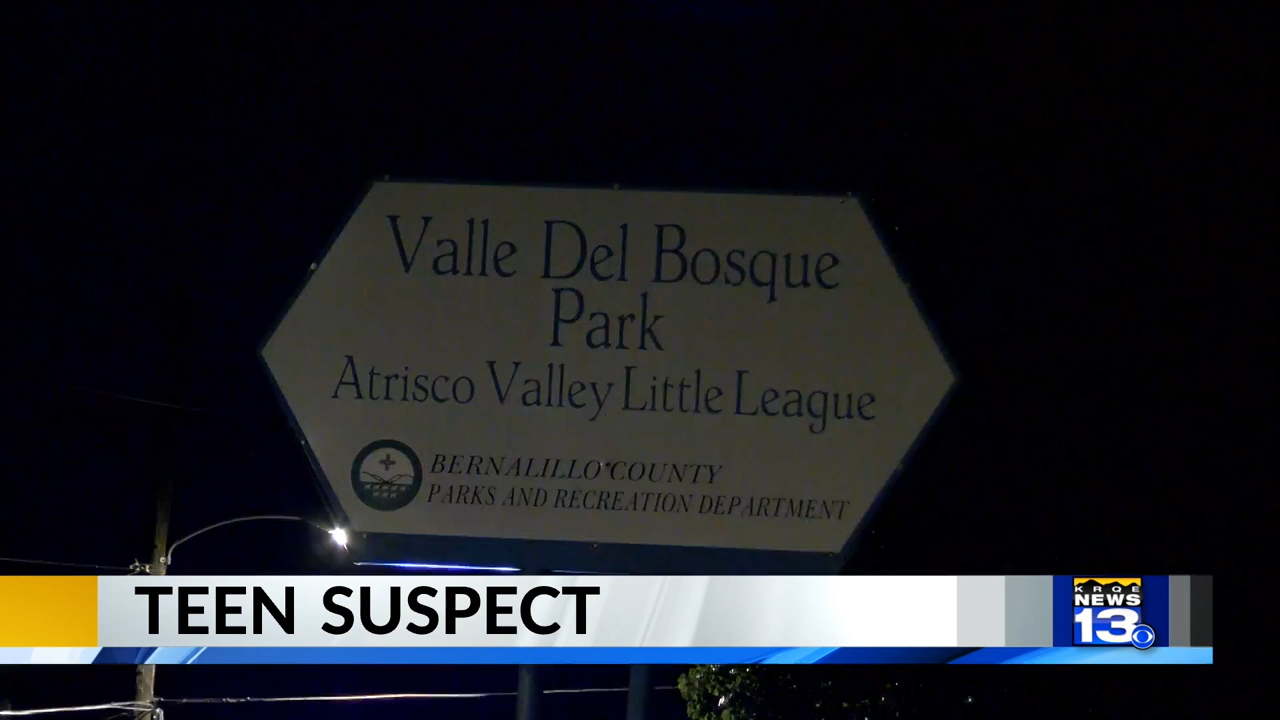 Valle Del Bosque
Park
Atrisco Valley Little League
BERNALILLO COUNTY
PARKS AND RECREATION DEPARTMENT
TEEN SUSPECT
KRQE
NEWS
13